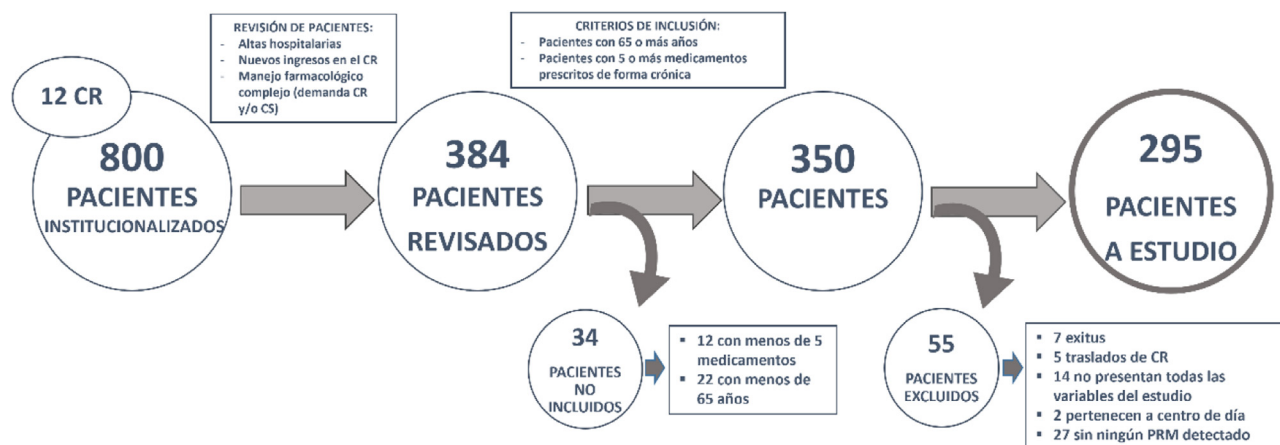 REVISIÓN DE PACIENTES:
- Altas hospitalarias
- Nuevos ingresos en el CR
- Manejo farmacológico
complejo (demanda CR
y/o CS)
CRITERIOS DE INCLUSIÓN:
- Pacientes con 65 o más años
- Pacientes con 5 o más medicamentos
prescritos de forma crónica
12 CR
800
PACIENTES
INSTITUCIONALIZADOS
384
PACIENTES
REVISADOS
350
PACIENTES
295
PACIENTES
A ESTUDIO
34
PACIENTES
NO
INCLUIDOS
▪ 12 con menos de 5
medicamentos
▪ 22 con menos de
65 años
55
PACIENTES
EXCLUIDOS
▪ 7 exitus
▪ 5 traslados de CR
▪ 14 no presentan todas las
variables del estudio
▪ 2 pertenecen a centro de día
▪ 27 sin ningún PRM detectado